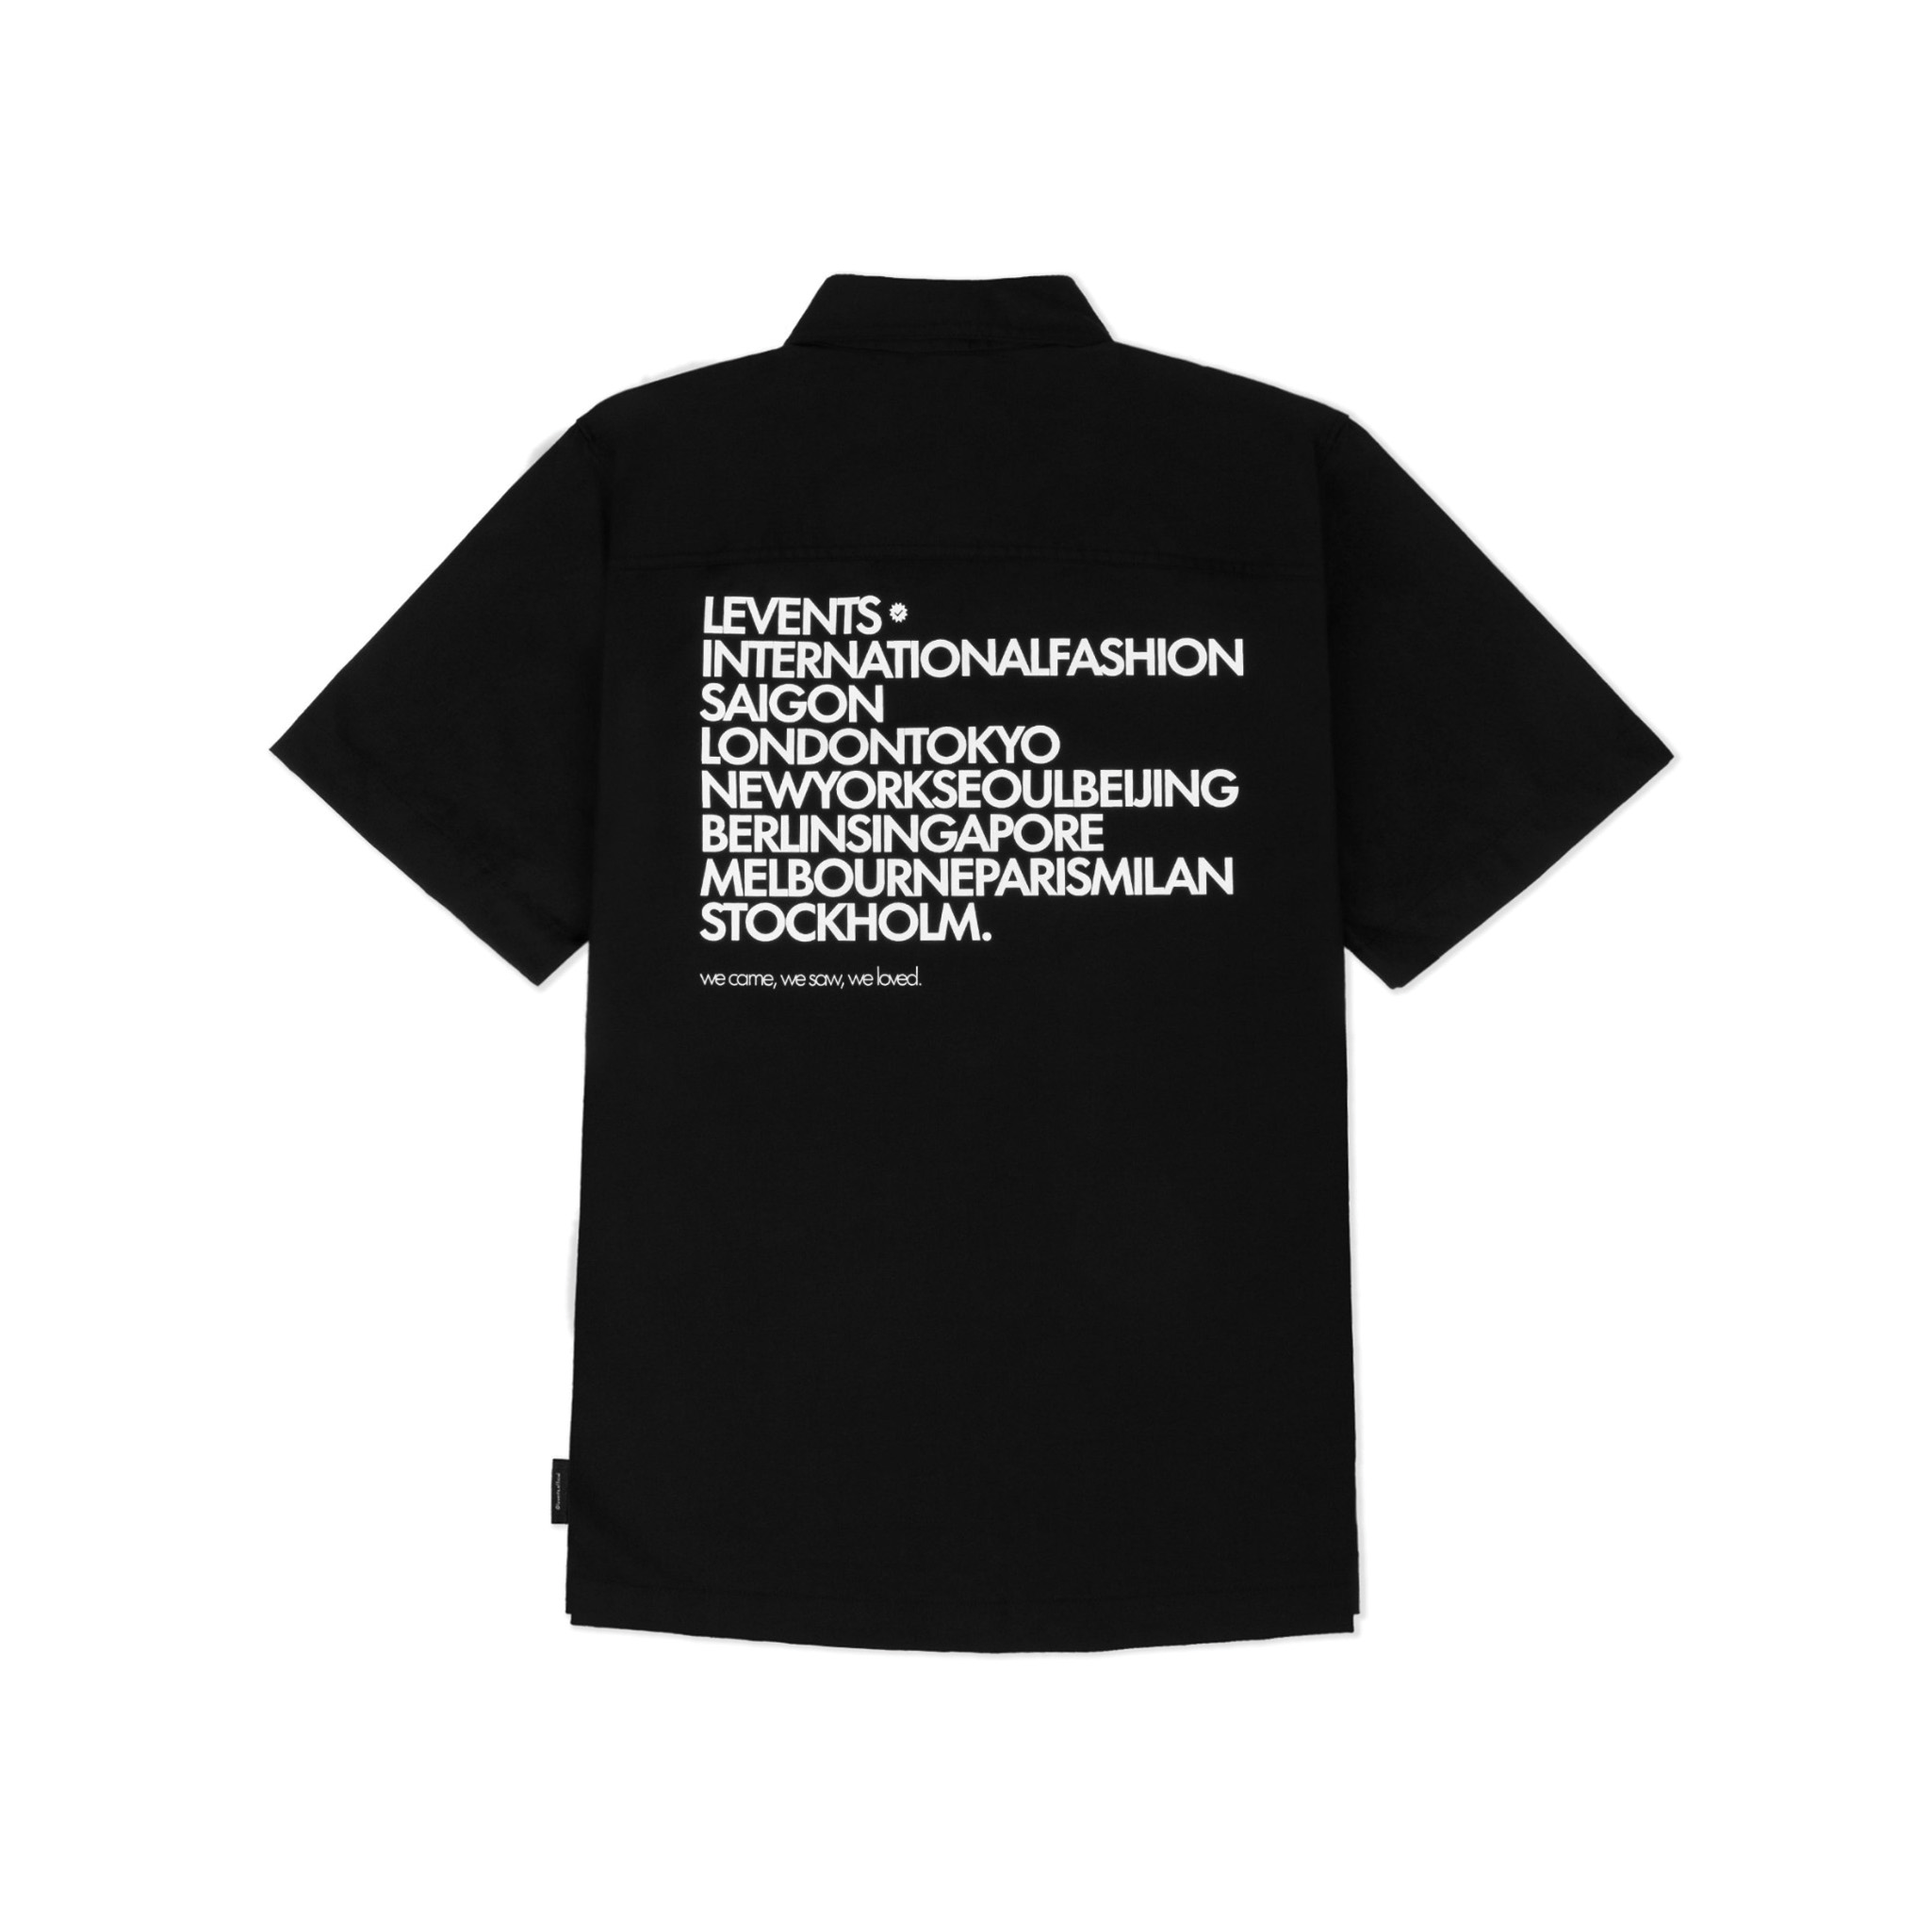 LEVENTS
INTERNATIONALFASHION
SAIGON
LONDONTOKYO
NEWYORKSEOULBEIJING
BERLINSINGAPORE
MELBOURNEPARISMILAN
STOCKHOLM.
we came, we saw, we loved.